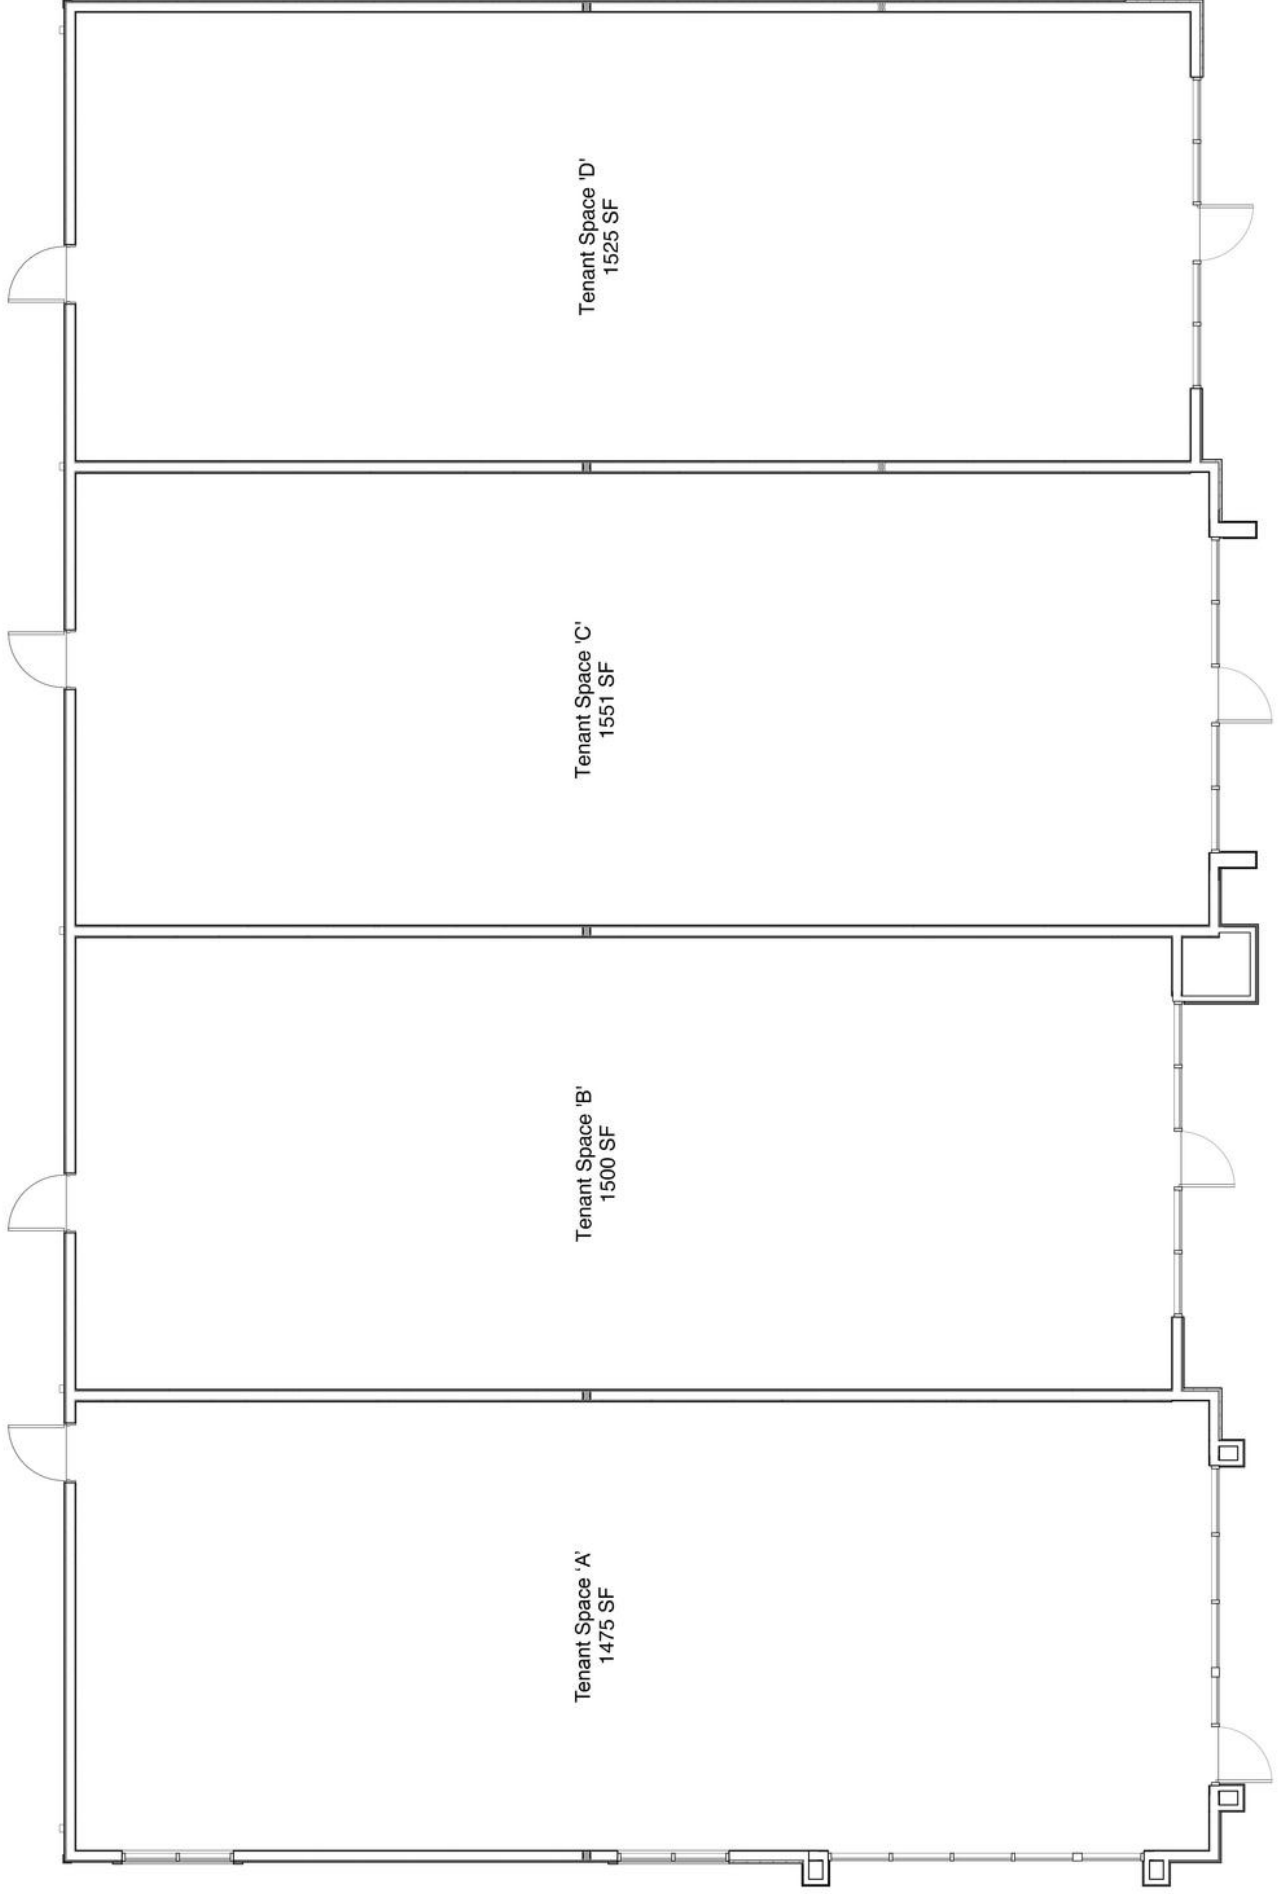 Tenant Space 'A'
1475 SF
Tenant Space 'B'
1500 SF
Tenant Space 'C'
1551 SF
Tenant Space 'D'
1525 SF